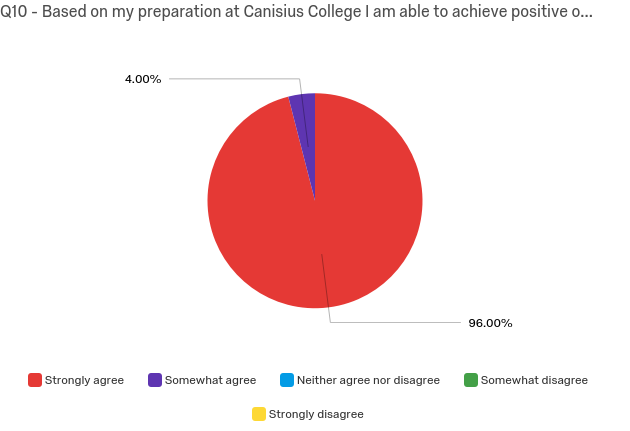 Q10 - Based on my preparation at Canisius College I am able to achieve positive o...
4.00%
96.00%
Strongly agree
Somewhat agree
Neither agree nor disagree
Somewhat disagree
Strongly disagree